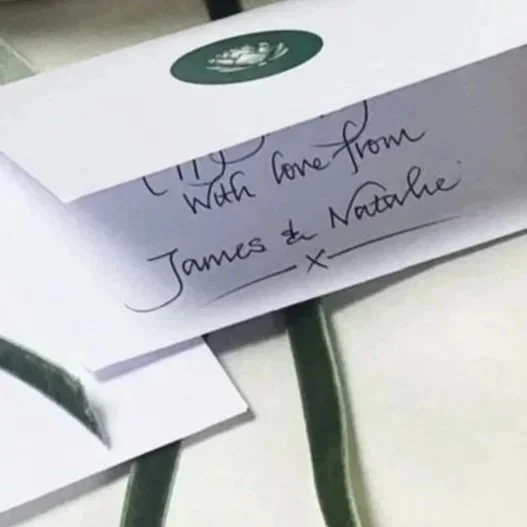 With love from
James & Natalie
x